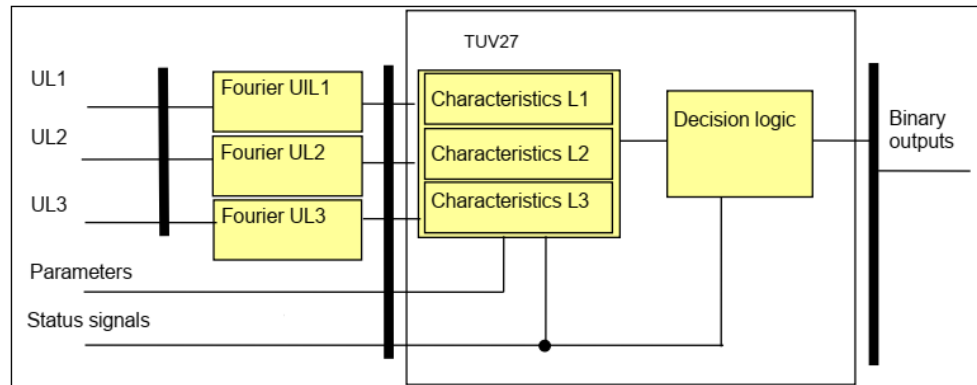 TUV27
UL1
Fourier UIL1
Characteristics L1
Decision logic
Binary
outputs
UL2
Fourier UL2
Characteristics L2
UL3
Fourier UL3
Characteristics L3
Parameters
Status signals